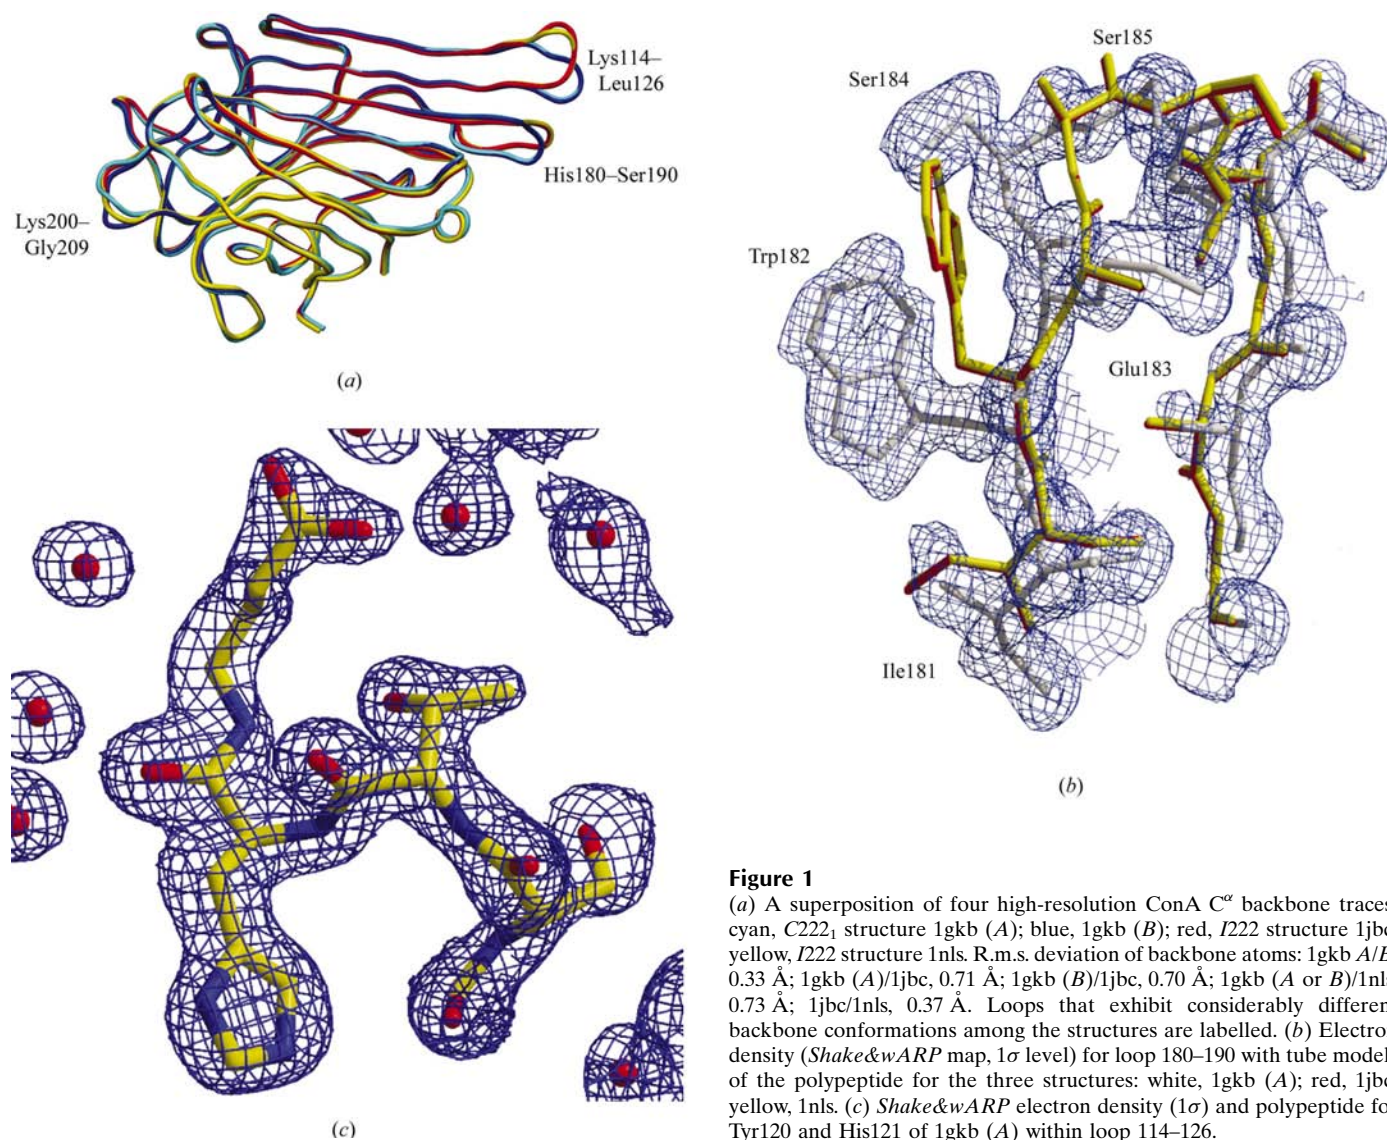 Lys114–
Leu126
His180–Ser190
Lys200–
Gly209
(a)
Ser185
Ser184
Trp182
Glu183
Ile181
(b)
(c)
Figure 1
(a) A superposition of four high-resolution ConA Cα backbone traces
cyan, C222₁ structure 1gkb (A); blue, 1gkb (B); red, I222 structure 1jbc
yellow, I222 structure 1nls. R.m.s. deviation of backbone atoms: 1gkb A/B
0.33 Å; 1gkb (A)/1jbc, 0.71 Å; 1gkb (B)/1jbc, 0.70 Å; 1gkb (A or B)/1nls
0.73 Å; 1jbc/1nls, 0.37 Å. Loops that exhibit considerably differen
backbone conformations among the structures are labelled. (b) Electro
density (Shake&wARP map, 1σ level) for loop 180–190 with tube model
of the polypeptide for the three structures: white, 1gkb (A); red, 1jbc
yellow, 1nls. (c) Shake&wARP electron density (1σ) and polypeptide fo
Tyr120 and His121 of 1gkb (A) within loop 114–126.